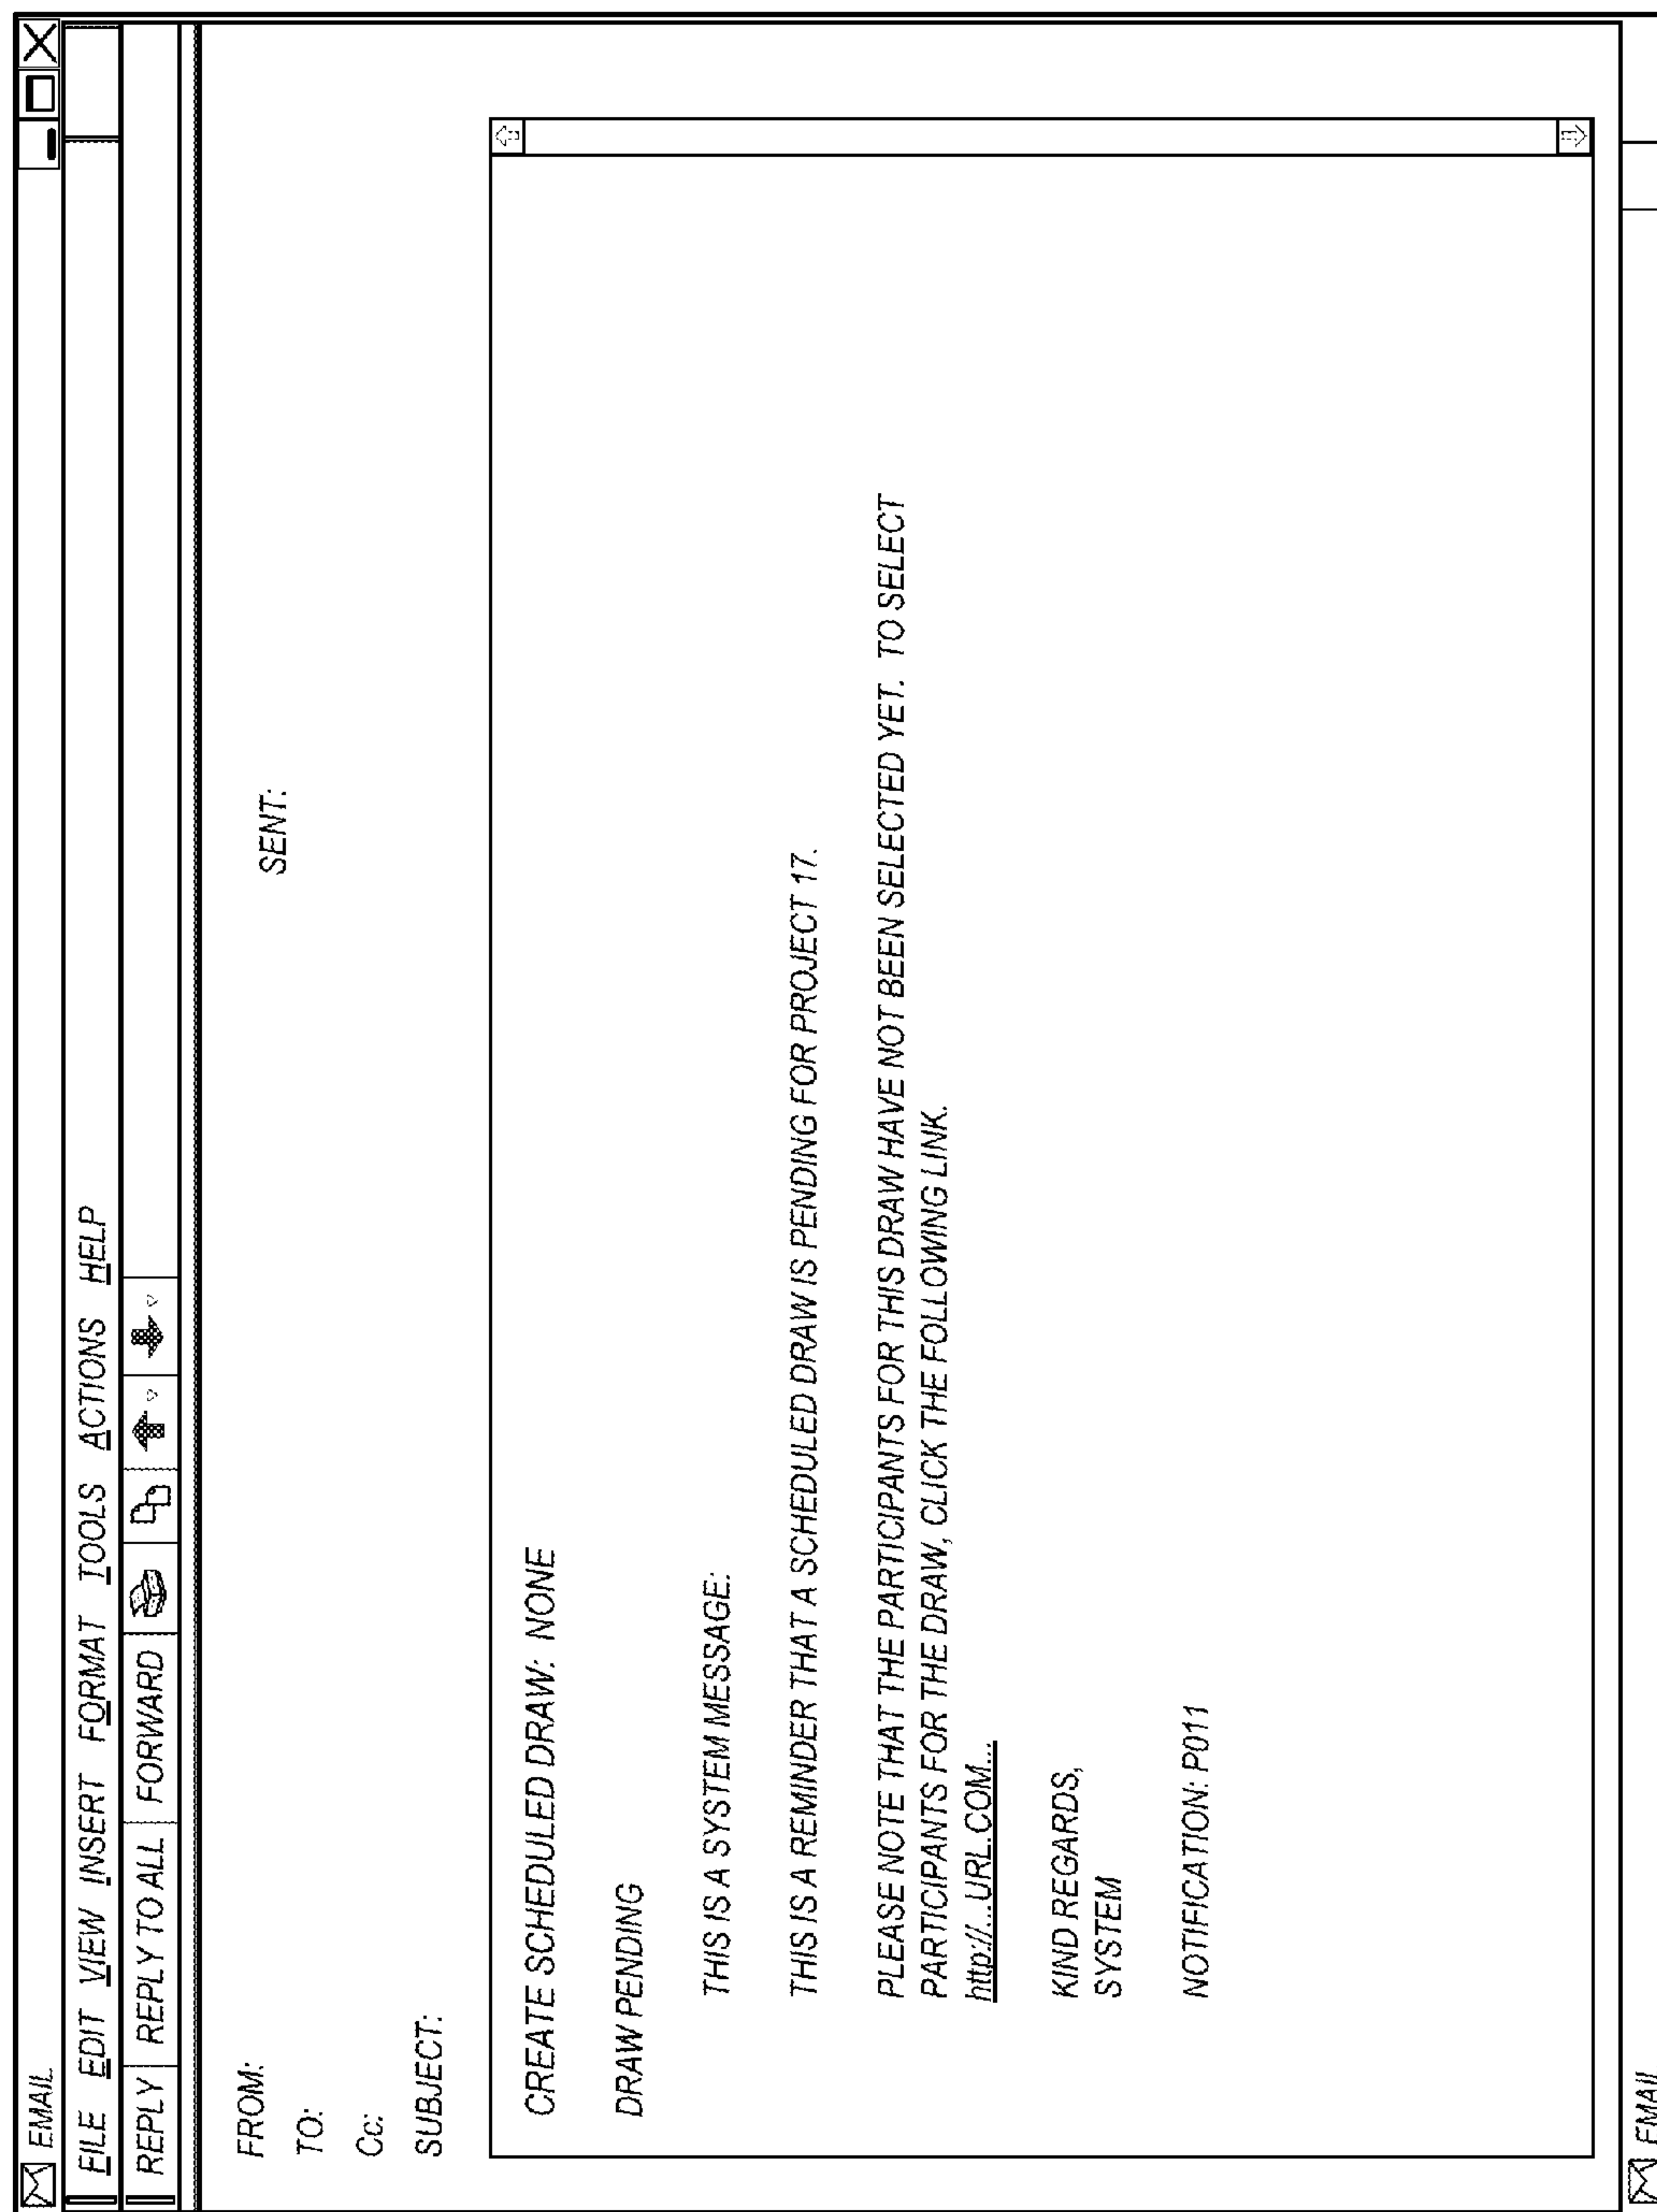 EMAIL
FILE EDIT VIEW INSERT FORMAT TOOLS ACTIONS HELP
REPLY REPLY TO ALL FORWARD
FROM:
SENT:
TO:
Cc:
SUBJECT:
CREATE SCHEDULED DRAW: NONE
DRAW PENDING
THIS IS A SYSTEM MESSAGE:
THIS IS A REMINDER THAT A SCHEDULED DRAW IS PENDING FOR PROJECT 17.
PLEASE NOTE THAT THE PARTICIPANTS FOR THIS DRAW HAVE NOT BEEN SELECTED YET. TO SELECT
PARTICIPANTS FOR THE DRAW, CLICK THE FOLLOWING LINK.
http://...URL.COM...
KIND REGARDS,
SYSTEM
NOTIFICATION: P011
EMAIL